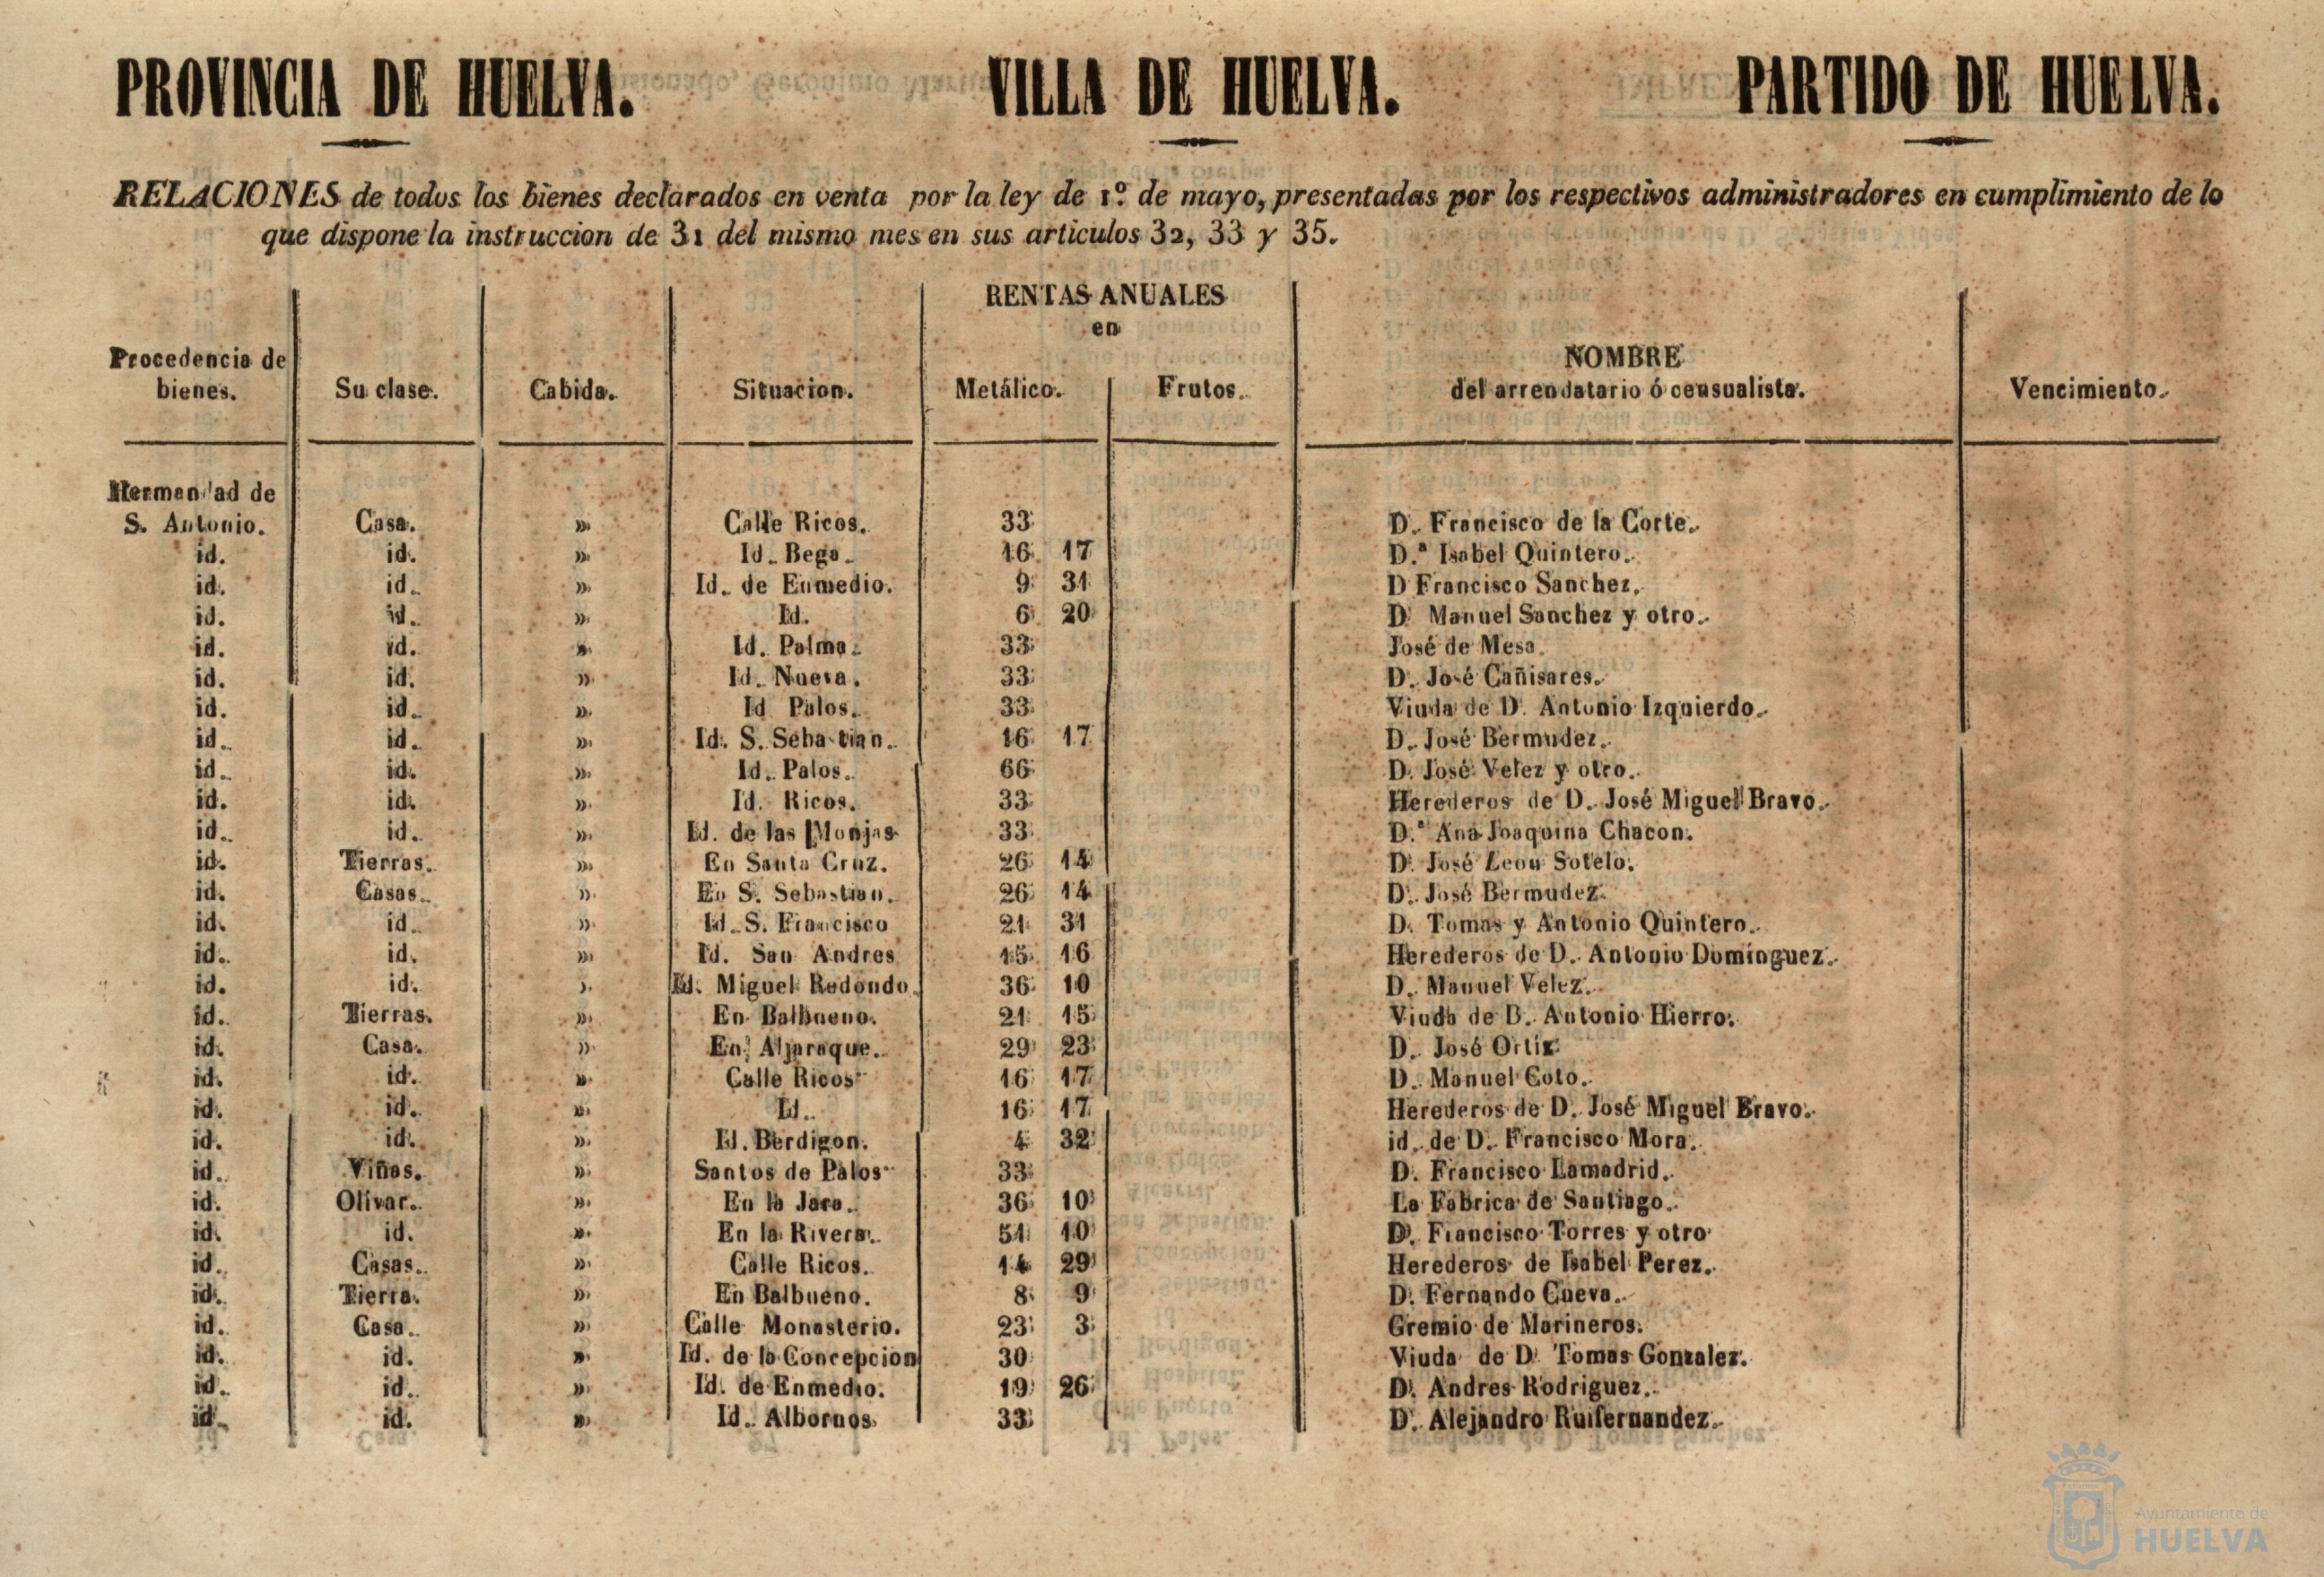 PROVINCIA DE HUELVA. VILLA DE HUELVA. PARTIDO DE HUELVA.
RELACIONES de todos los bienes declarados en venta por la ley de 1.º de mayo, presentadas por los respectivos administradores en cumplimiento de lo
que dispone la instruccion de 31 del mismo mes en sus articulos 32, 33 y 35.
RENTAS ANUALES
en
Procedencia de bienes. Su clase. Cabida. Situacion. Metálico. Frutos. NOMBRE del arrendatario ó censualista. Vencimiento.
Hermandad de
S. Antonio. Casa. » Calle Ricos. 33 D. Francisco de la Corte.
id. id. » Id. Bega. 16 17 D.ª Isabel Quintero.
id. id. » Id. de Enmedio. 9 31 D Francisco Sanchez.
id. id. » Id. 6 20 D. Manuel Sanchez y otro.
id. id. » Id. Palma. 33 José de Mesa.
id. id. » Id. Nueva. 33 D. José Cañisares.
id. id. » Id Palos. 33 Viuda de D. Antonio Izquierdo.
id. id. » Id. S. Sebastian. 16 17 D. José Bermudez.
id. id. » Id. Palos. 66 D. José Velez y otro.
id. id. » Id. Ricos. 33 Herederos de D. José Miguel Bravo.
id. id. » Id. de las Monjas 33 D.ª Ana Joaquina Chacon.
id. Tierras. » En Santa Cruz. 26 14 D. José Leon Sotelo.
id. Casas. » En S. Sebastian. 26 14 D. José Bermudez.
id. id. » Id. S. Francisco 21 31 D. Tomas y Antonio Quintero.
id. id. » Id. San Andres 15 16 Herederos de D. Antonio Domínguez.
id. id. » Id. Miguel Redondo. 36 10 D. Manuel Velez.
id. Tierras. » En Balbueno. 21 15 Viuda de D. Antonio Hierro.
id. Casa. » En Aljaraque. 29 23 D. José Ortiz
id. id. » Calle Ricos 16 17 D. Manuel Coto.
id. id. » Id. 16 17 Herederos de D. José Miguel Bravo.
id. id. » Id. Berdigon. 4 32 id. de D. Francisco Mora.
id. Viñas. » Santos de Palos 33 D. Francisco Lamadrid.
id. Olivar. » En la Jara. 36 10 La Fabrica de Santiago.
id. id. » En la Rivera. 51 10 D. Francisco Torres y otro
id. Casas. » Calle Ricos. 14 29 Herederos de Isabel Perez.
id. Tierra. » En Balbueno. 8 9 D. Fernando Cueva.
id. Casa. » Calle Monasterio. 23 3 Gremio de Marineros.
id. id. » Id. de la Concepcion 30 Viuda de D. Tomas Gonzalez.
id. id. » Id. de Enmedio. 19 26 D. Andres Rodriguez.
id. id. » Id. Albornos. 33 D. Alejandro Ruifernandez.
Ayuntamiento de
HUELVA